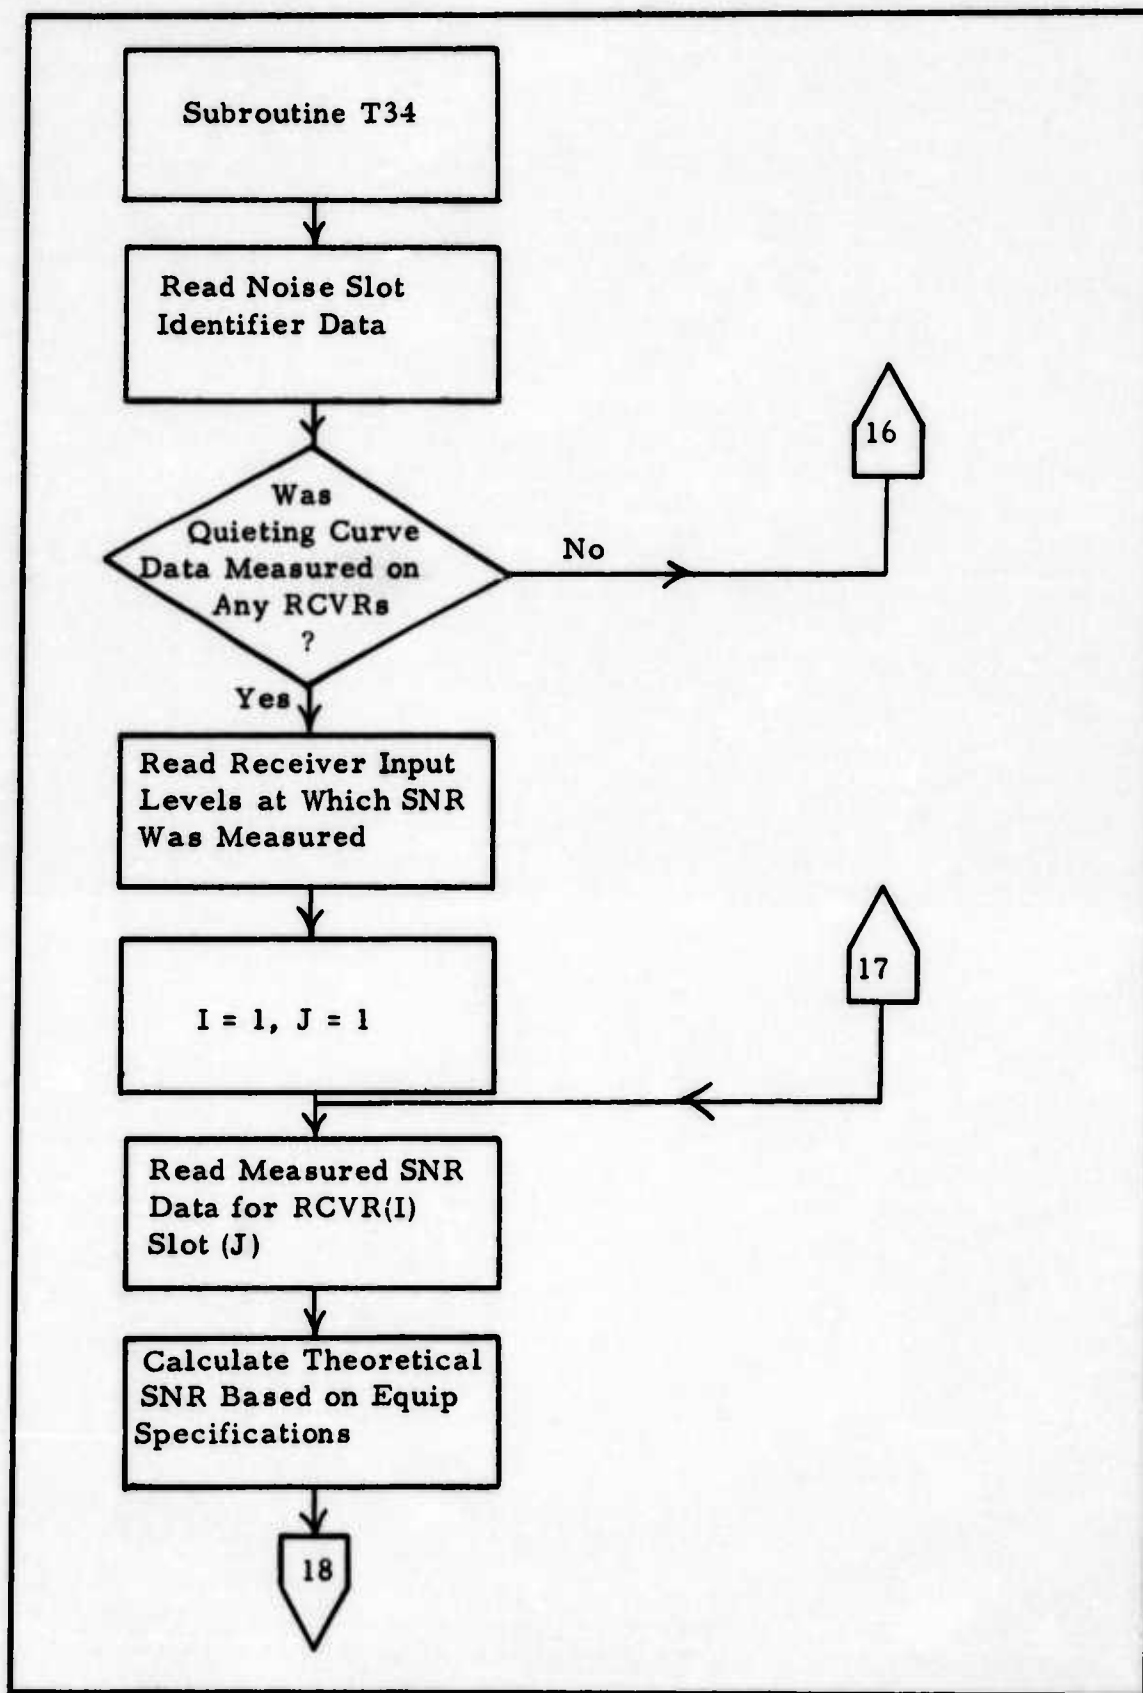 Subroutine T34
Read Noise Slot
Identifier Data
Was
Quieting Curve
Data Measured on
Any RCVRs
?
No
16
Yes
Read Receiver Input
Levels at Which SNR
Was Measured
I = 1, J = 1
17
Read Measured SNR
Data for RCVR(I)
Slot (J)
Calculate Theoretical
SNR Based on Equip
Specifications
18